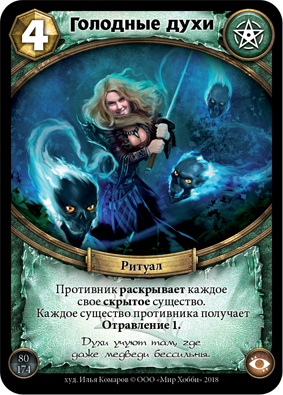 4
Голодные духи
Ритуал
Противник раскрывает каждое
свое скрытое существо.
Каждое существо противника получает
Отравление 1.
Духи учуют там, где
даже медведи бессильны.
80
174
худ. Илья Комаров © ООО «Мир Хобби» 2018